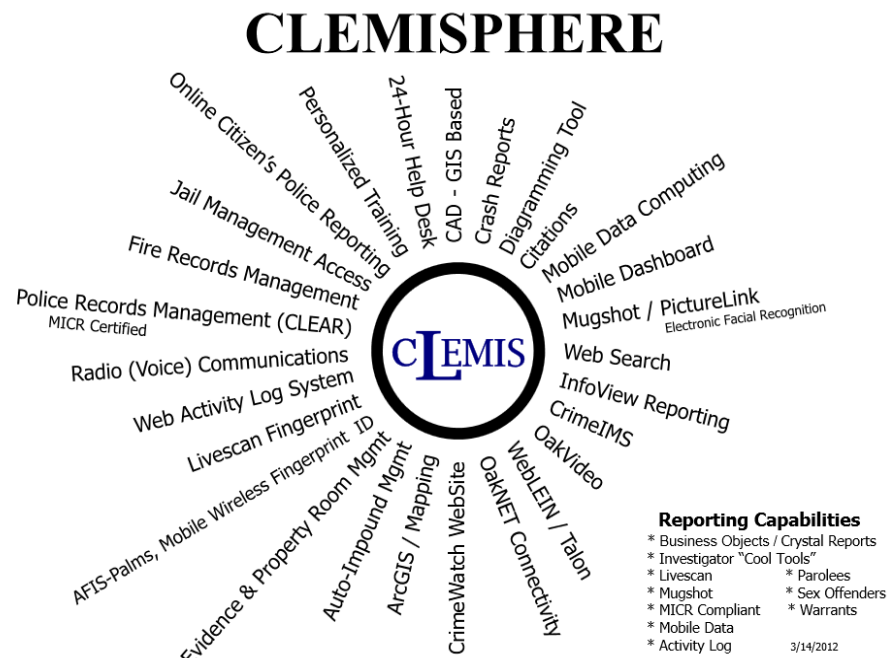 CLEMISPHERE
24-Hour Help Desk
CAD - GIS Based
Crash Reports
Diagramming Tool
Citations
Mobile Data Computing
Mobile Dashboard
Mugshot / PictureLink
Electronic Facial Recognition
Web Search
InfoView Reporting
CrimeIMS
OakVideo
WebLEIN / Talon
OakNET Connectivity
CrimeWatch WebSite
ArcGIS / Mapping
Auto-Impound Mgmt
Evidence & Property Room Mgmt
AFIS-Palms, Mobile Wireless Fingerprint ID
Livescan Fingerprint
Web Activity Log System
Radio (Voice) Communications
Police Records Management (CLEAR)
MICR Certified
Fire Records Management
Jail Management Access
Online Citizen's Police Reporting
Personalized Training
CLEMIS
Reporting Capabilities
* Business Objects / Crystal Reports
* Investigator "Cool Tools"
* Livescan * Parolees
* Mugshot * Sex Offenders
* MICR Compliant * Warrants
* Mobile Data
* Activity Log 3/14/2012